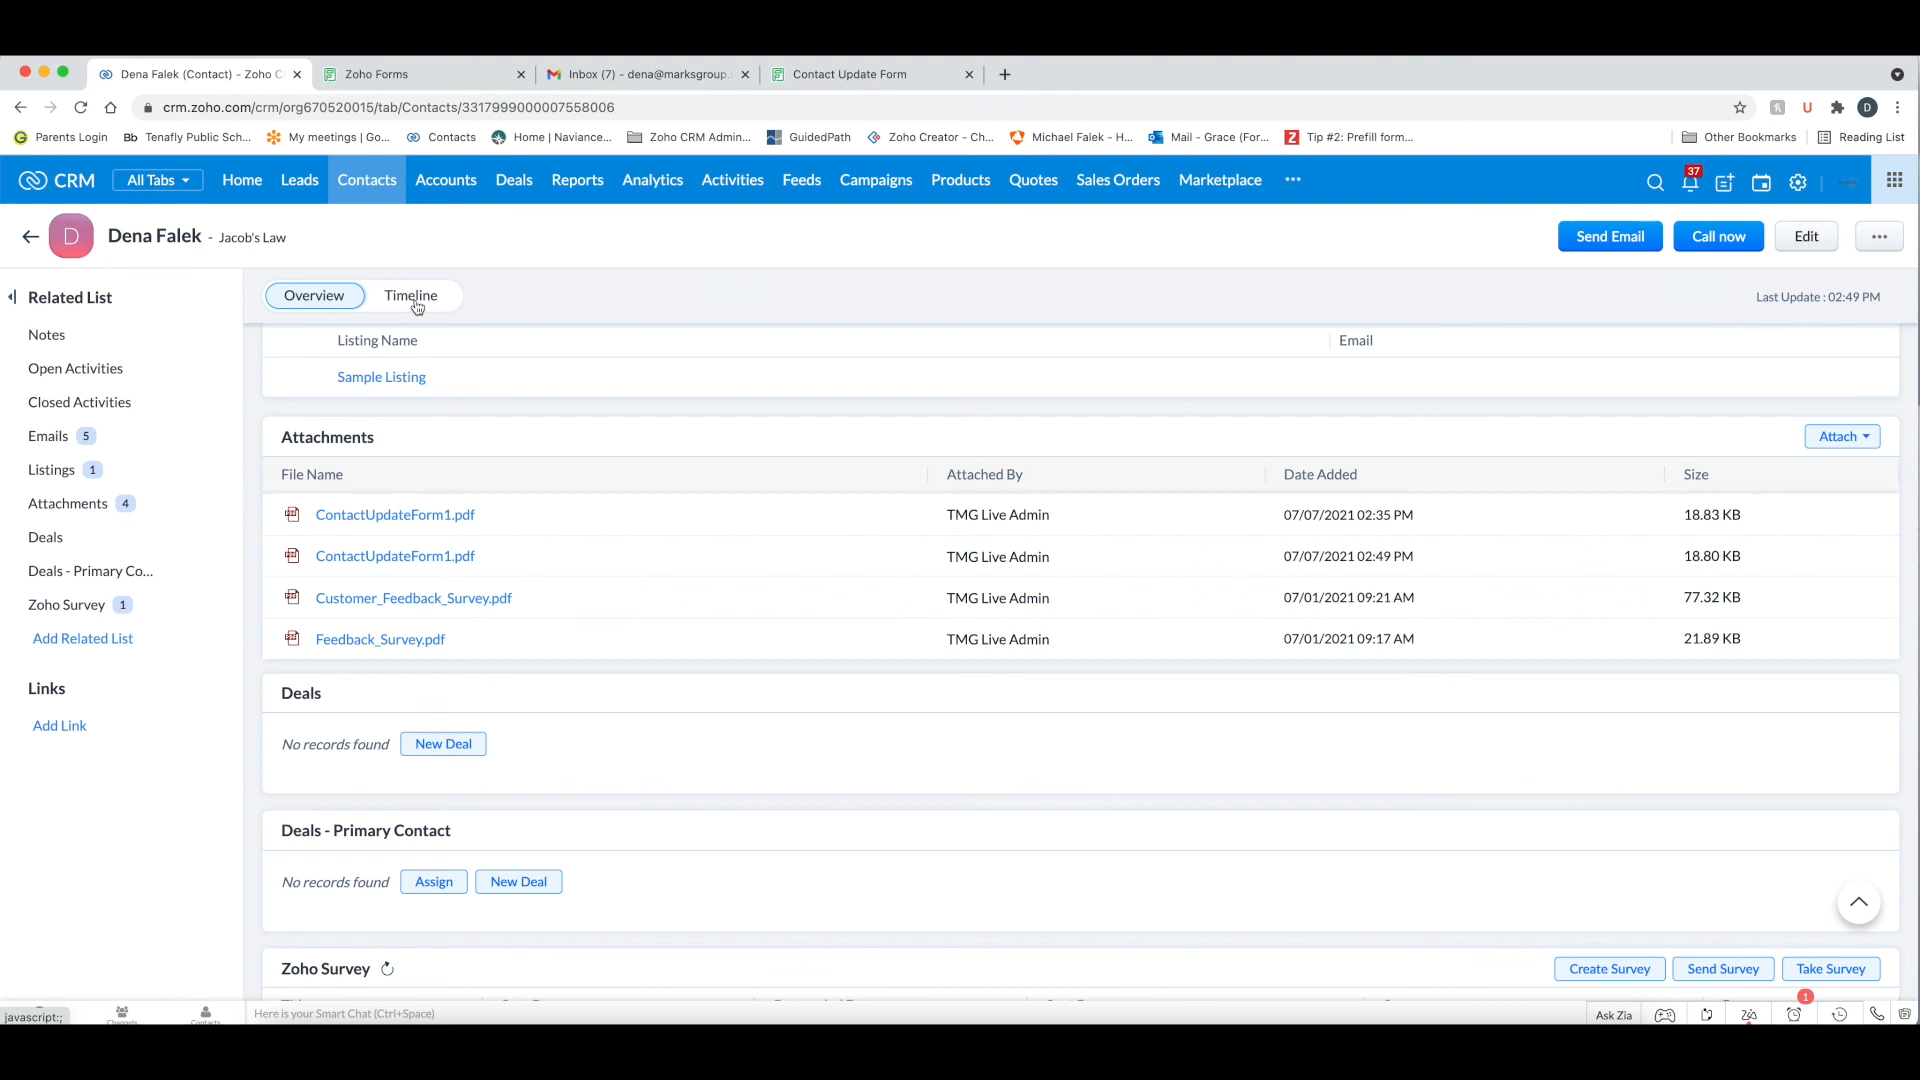 Dena Falek (Contact) - Zoho C
Zoho Forms
Inbox (7) - dena@marksgroup.
Contact Update Form
crm.zoho.com/crm/org670520015/tab/Contacts/3317999000007558006
D
Parents Login
Bb Tenafly Public Sch...
My meetings | Go...
Contacts
Home | Naviance...
Zoho CRM Admin...
GuidedPath
Zoho Creator - Ch...
Michael Falek - H...
Mail - Grace (For...
Tip #2: Prefill form...
Other Bookmarks
Reading List
CRM
All Tabs
Home
Leads
Contacts
Accounts
Deals
Reports
Analytics
Activities
Feeds
Campaigns
Products
Quotes
Sales Orders
Marketplace
37
D
Dena Falek - Jacob's Law
Send Email
Call now
Edit
Related List
Overview
Timeline
Last Update : 02:49 PM
Notes
Open Activities
Closed Activities
Emails 5
Listings 1
Attachments 4
Deals
Deals - Primary Co...
Zoho Survey 1
Add Related List
Links
Add Link
Listing Name
Email
Sample Listing
Attachments
Attach
File Name
Attached By
Date Added
Size
ContactUpdateForm1.pdf
TMG Live Admin
07/07/2021 02:35 PM
18.83 KB
ContactUpdateForm1.pdf
TMG Live Admin
07/07/2021 02:49 PM
18.80 KB
Customer_Feedback_Survey.pdf
TMG Live Admin
07/01/2021 09:21 AM
77.32 KB
Feedback_Survey.pdf
TMG Live Admin
07/01/2021 09:17 AM
21.89 KB
Deals
No records found
New Deal
Deals - Primary Contact
No records found
Assign
New Deal
Zoho Survey
Create Survey
Send Survey
Take Survey
javascript:;
Channels
Contacts
Here is your Smart Chat (Ctrl+Space)
Ask Zia
1